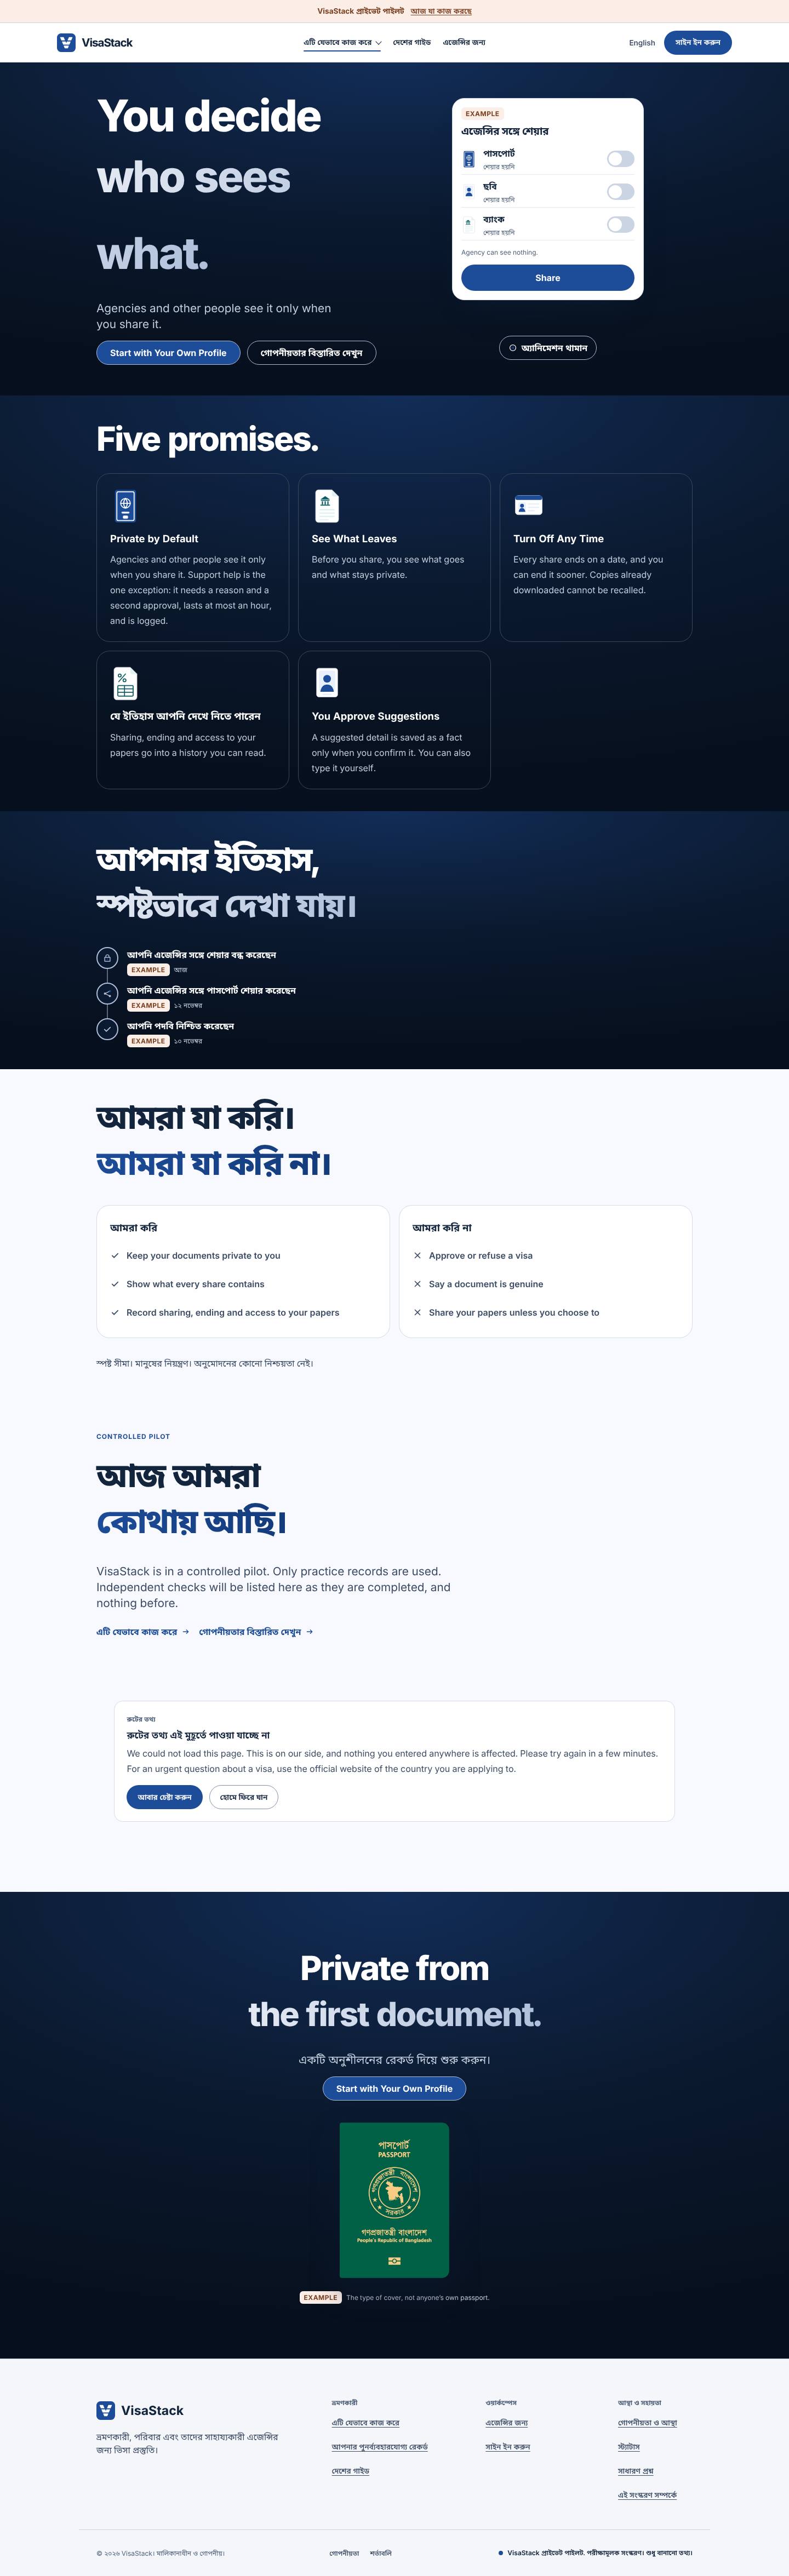 VisaStack প্রাইভেট পাইলট আজ যা কাজ করছে
VisaStack এটি যেভাবে কাজ করে দেশের গাইড এজেন্সির জন্য English সাইন ইন করুন
You decide
who sees
what.
Agencies and other people see it only when
you share it.
Start with Your Own Profile গোপনীয়তার বিস্তারিত দেখুন
EXAMPLE
এজেন্সির সঙ্গে শেয়ার
পাসপোর্ট
শেয়ার হয়নি
ছবি
শেয়ার হয়নি
ব্যাংক
শেয়ার হয়নি
Agency can see nothing.
Share
অ্যানিমেশন থামান
Five promises.
Private by Default
Agencies and other people see it only
when you share it. Support help is the
one exception: it needs a reason and a
second approval, lasts at most an hour,
and is logged.
See What Leaves
Before you share, you see what goes
and what stays private.
Turn Off Any Time
Every share ends on a date, and you
can end it sooner. Copies already
downloaded cannot be recalled.
যে ইতিহাস আপনি দেখে নিতে পারেন
Sharing, ending and access to your
papers go into a history you can read.
You Approve Suggestions
A suggested detail is saved as a fact
only when you confirm it. You can also
type it yourself.
আপনার ইতিহাস,
স্পষ্টভাবে দেখা যায়।
আপনি এজেন্সির সঙ্গে শেয়ার বন্ধ করেছেন
EXAMPLE আজ
আপনি এজেন্সির সঙ্গে পাসপোর্ট শেয়ার করেছেন
EXAMPLE ১২ নভেম্বর
আপনি পদবি নিশ্চিত করেছেন
EXAMPLE ১০ নভেম্বর
আমরা যা করি।
আমরা যা করি না।
আমরা করি
Keep your documents private to you
Show what every share contains
Record sharing, ending and access to your papers
আমরা করি না
Approve or refuse a visa
Say a document is genuine
Share your papers unless you choose to
স্পষ্ট সীমা। মানুষের নিয়ন্ত্রণ। অনুমোদনের কোনো নিশ্চয়তা নেই।
CONTROLLED PILOT
আজ আমরা
কোথায় আছি।
VisaStack is in a controlled pilot. Only practice records are used.
Independent checks will be listed here as they are completed, and
nothing before.
এটি যেভাবে কাজ করে → গোপনীয়তার বিস্তারিত দেখুন →
রুটের তথ্য
রুটের তথ্য এই মুহূর্তে পাওয়া যাচ্ছে না
We could not load this page. This is on our side, and nothing you entered anywhere is affected. Please try again in a few minutes.
For an urgent question about a visa, use the official website of the country you are applying to.
আবার চেষ্টা করুন হোমে ফিরে যান
Private from
the first document.
একটি অনুশীলনের রেকর্ড দিয়ে শুরু করুন।
Start with Your Own Profile
পাসপোর্ট
PASSPORT
গণপ্রজাতন্ত্রী বাংলাদেশ
গণপ্রজাতন্ত্রী বাংলাদেশ
People's Republic of Bangladesh
EXAMPLE The type of cover, not anyone's own passport.
VisaStack
ভ্রমণকারী, পরিবার এবং তাদের সাহায্যকারী এজেন্সির
জন্য ভিসা প্রস্তুতি।
ভ্রমণকারী
এটি যেভাবে কাজ করে
আপনার পুনর্ব্যবহারযোগ্য রেকর্ড
দেশের গাইড
ওয়ার্কস্পেস
এজেন্সির জন্য
সাইন ইন করুন
আস্থা ও সহায়তা
গোপনীয়তা ও আস্থা
স্ট্যাটাস
সাধারণ প্রশ্ন
এই সংস্করণ সম্পর্কে
© ২০২৬ VisaStack। মালিকানাধীন ও গোপনীয়।
গোপনীয়তা শর্তাবলি
VisaStack প্রাইভেট পাইলট. পরীক্ষামূলক সংস্করণ। শুধু বানানো তথ্য।